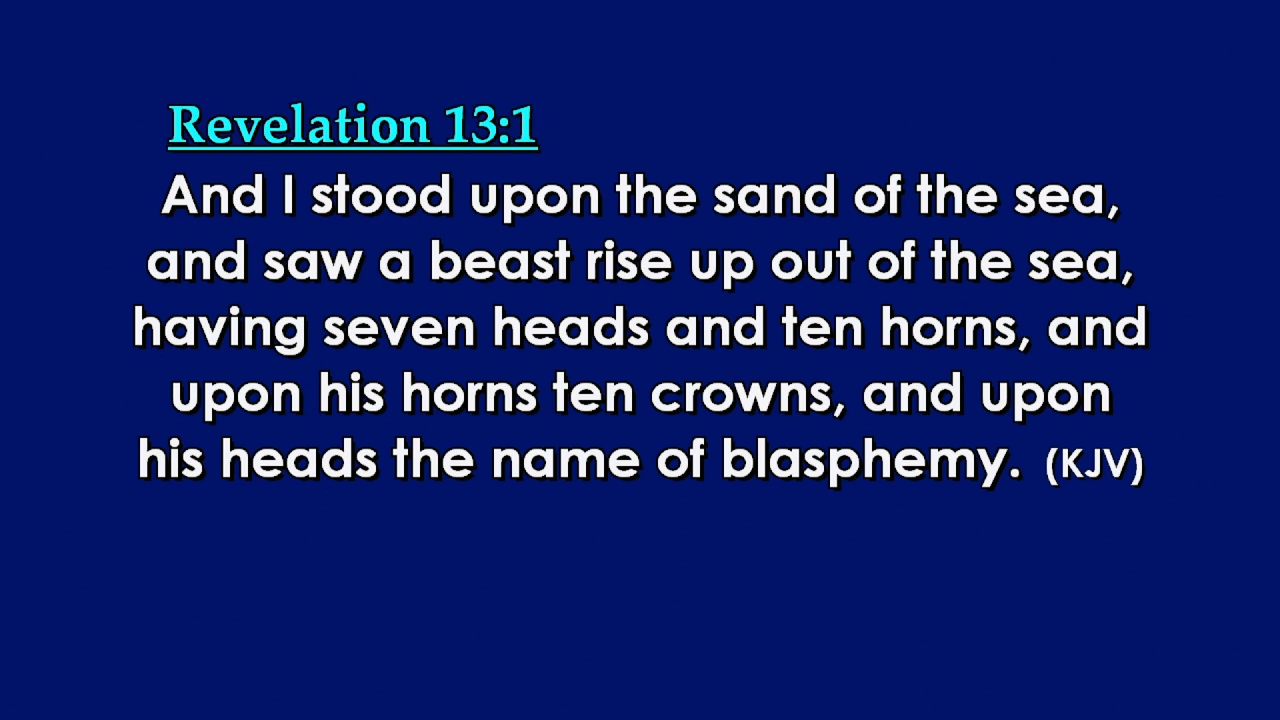 Revelation 13:1
And I stood upon the sand of the sea,
and saw a beast rise up out of the sea,
having seven heads and ten horns, and
upon his horns ten crowns, and upon
his heads the name of blasphemy. (KJV)